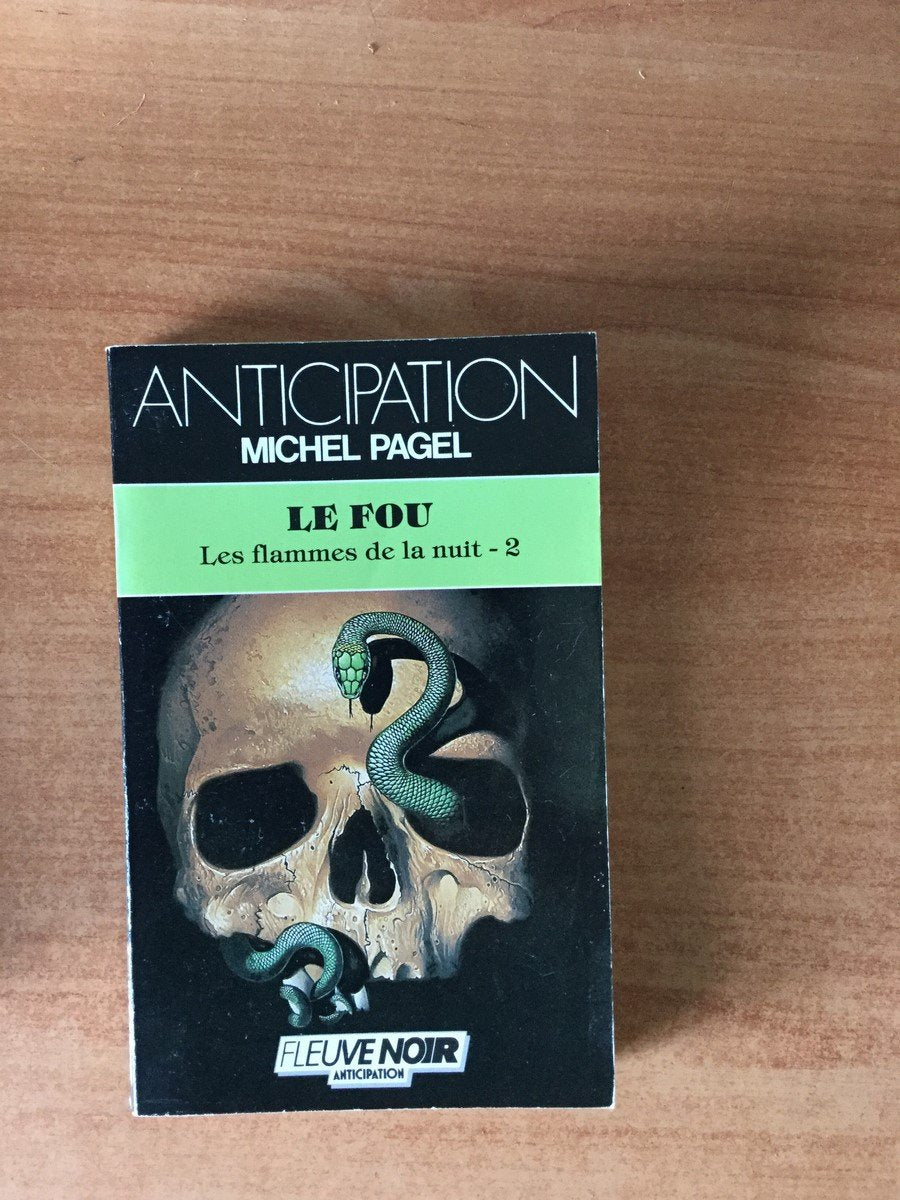 ANTICIPATION
MICHEL PAGEL
LE FOU
Les flammes de la nuit - 2
FLEUVE NOIR
ANTICIPATION